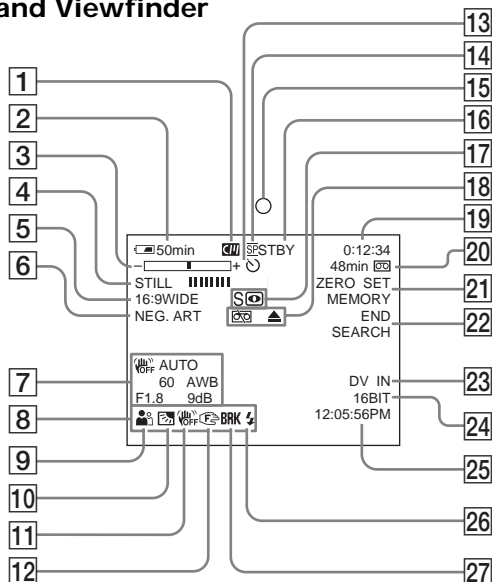 and Viewfinder
1
2
3
4
5
6
7
8
9
10
11
12
13
14
15
16
17
18
19
20
21
22
23
24
25
26
27
50min SP STBY 0:12:34
- + 48min
STILL ZERO SET
16:9WIDE S MEMORY
NEG. ART END
SEARCH
OFF AUTO
60 AWB DV IN
F1.8 9dB 16BIT
OFF F BRK 12:05:56PM